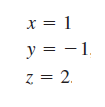 x = 1
y = −1.
z = 2.